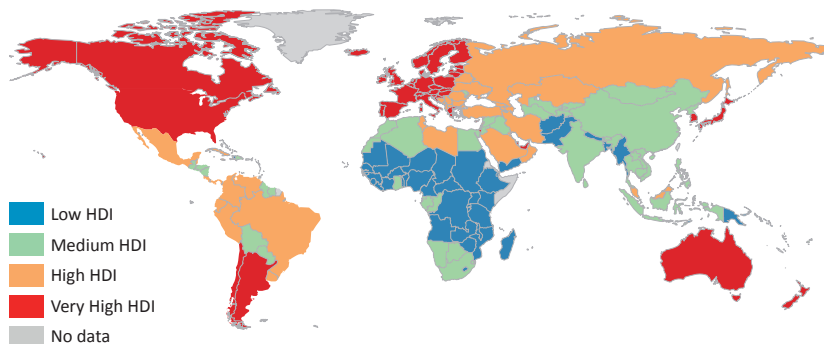 Low HDI
Medium HDI
High HDI
Very High HDI
No data